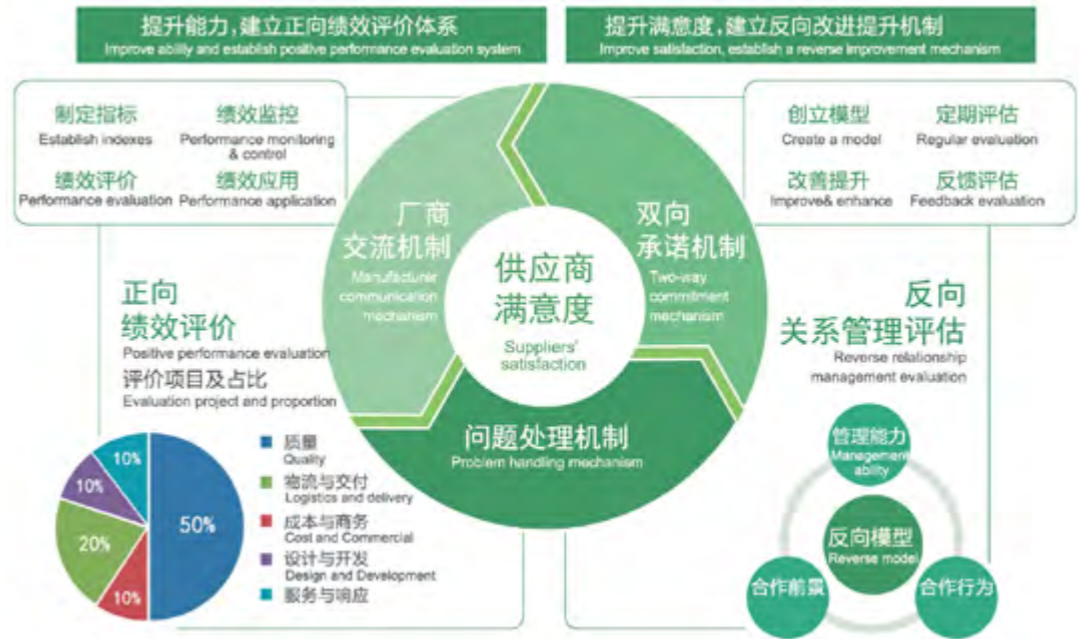 提升能力,建立正向绩效评价体系
Improve ability and establish positive performance evaluation system
提升满意度,建立反向改进提升机制
Improve satisfaction, establish a reverse improvement mechanism
制定指标
Establish indexes
绩效监控
Performance monitoring
& control
绩效评价
Performance evaluation
绩效应用
Performance application
创立模型
Create a model
定期评估
Regular evaluation
改善提升
Improve& enhance
反馈评估
Feedback evaluation
厂商
交流机制
Manufacturer
communication
mechanism
双向
承诺机制
Two-way
commitment
mechanism
供应商
满意度
Suppliers'
satisfaction
问题处理机制
Problem handling mechanism
正向
绩效评价
Positive performance evaluation
评价项目及占比
Evaluation project and proportion
10%
10%
20%
10%
50%
质量
Quality
物流与交付
Logistics and delivery
成本与商务
Cost and Commercial
设计与开发
Design and Development
服务与响应
反向
关系管理评估
Reverse relationship
management evaluation
管理能力
Management
ability
反向模型
Reverse model
合作前景
合作行为